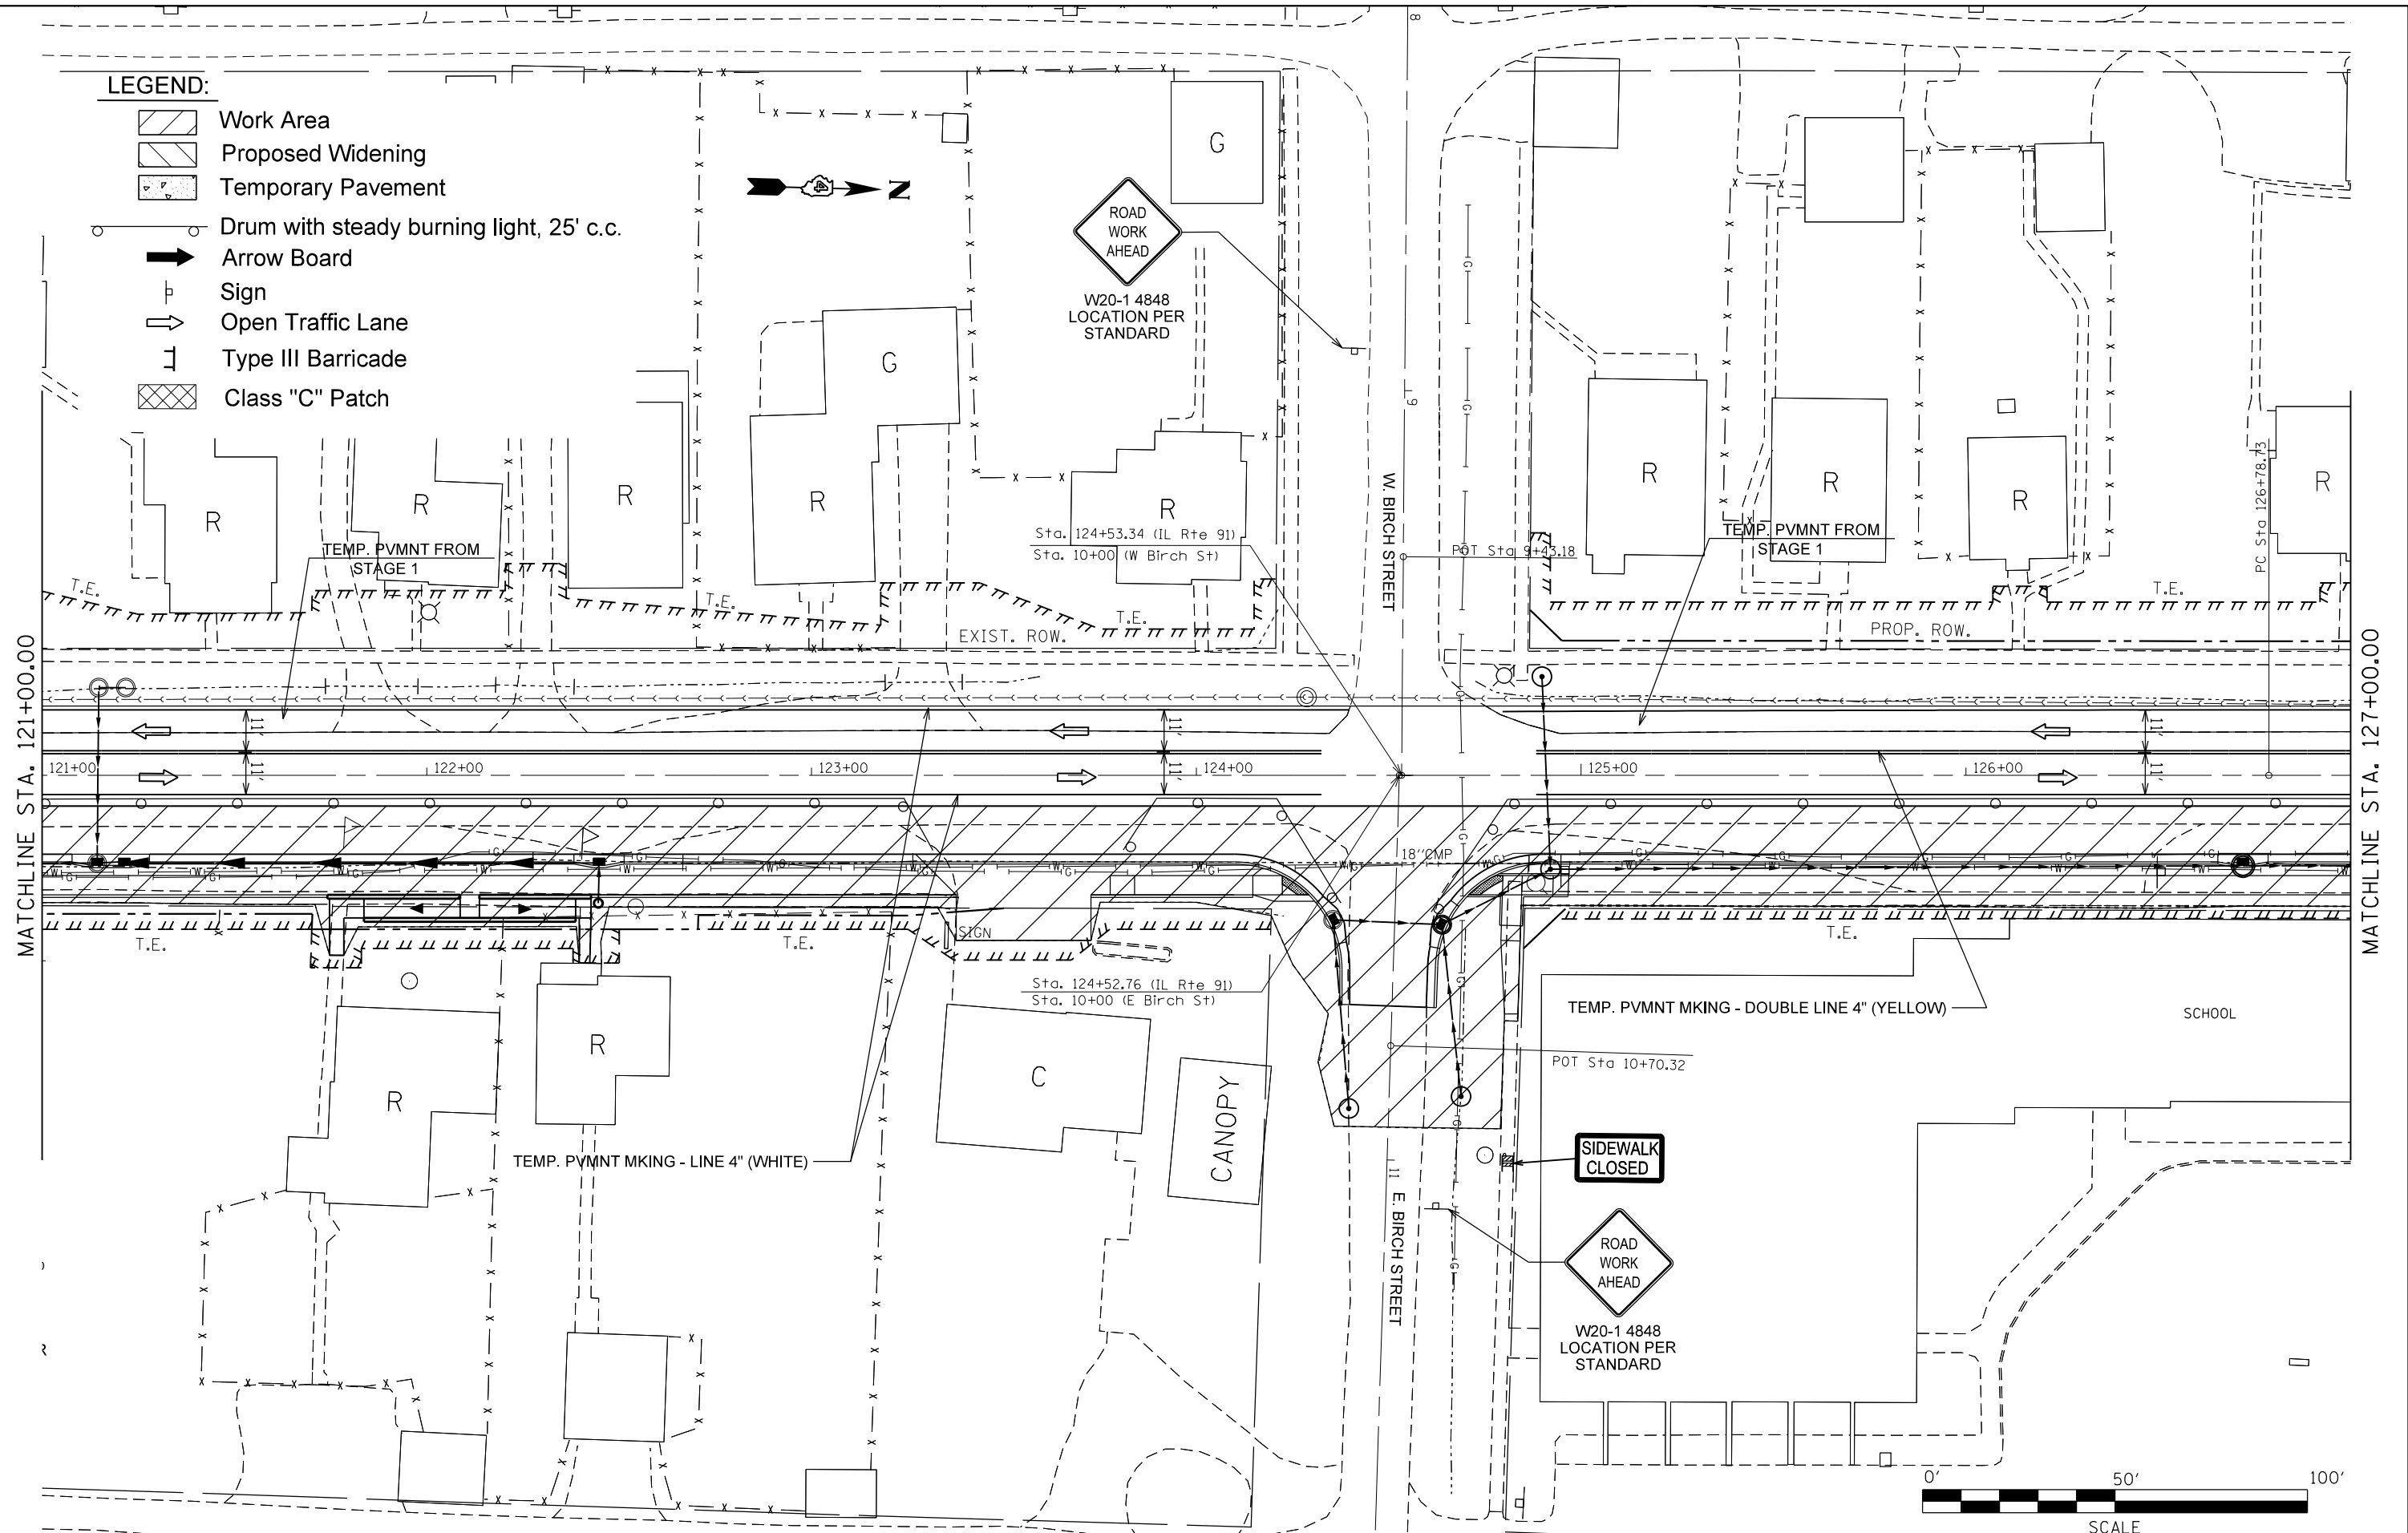 LEGEND:
Work Area
Proposed Widening
Temporary Pavement
Drum with steady burning light, 25' c.c.
Arrow Board
Sign
Open Traffic Lane
Type III Barricade
Class "C" Patch
N
ROAD
WORK
AHEAD
W20-1 4848
LOCATION PER
STANDARD
G
G
8
9
W. BIRCH STREET
R
R
R
R
R
R
R
R
R
TEMP. PVMNT FROM
STAGE 1
Sta. 124+53.34 (IL Rte 91)
Sta. 10+00 (W Birch St)
POT Sta 9+43.18
TEMP. PVMNT FROM
STAGE 1
PC Sta 126+78.73
T.E.
T.E.
T.E.
T.E.
EXIST. ROW.
PROP. ROW.
MATCHLINE STA. 121+00.00
MATCHLINE STA. 127+00.00
11'
11'
11'
11'
11'
11'
121+00
122+00
123+00
124+00
125+00
126+00
18"CMP
T.E.
T.E.
SIGN
T.E.
Sta. 124+52.76 (IL Rte 91)
Sta. 10+00 (E Birch St)
TEMP. PVMNT MKING - DOUBLE LINE 4" (YELLOW)
SCHOOL
POT Sta 10+70.32
R
R
C
CANOPY
TEMP. PVMNT MKING - LINE 4" (WHITE)
11
E. BIRCH STREET
SIDEWALK
CLOSED
ROAD
WORK
AHEAD
W20-1 4848
LOCATION PER
STANDARD
0'
50'
100'
SCALE